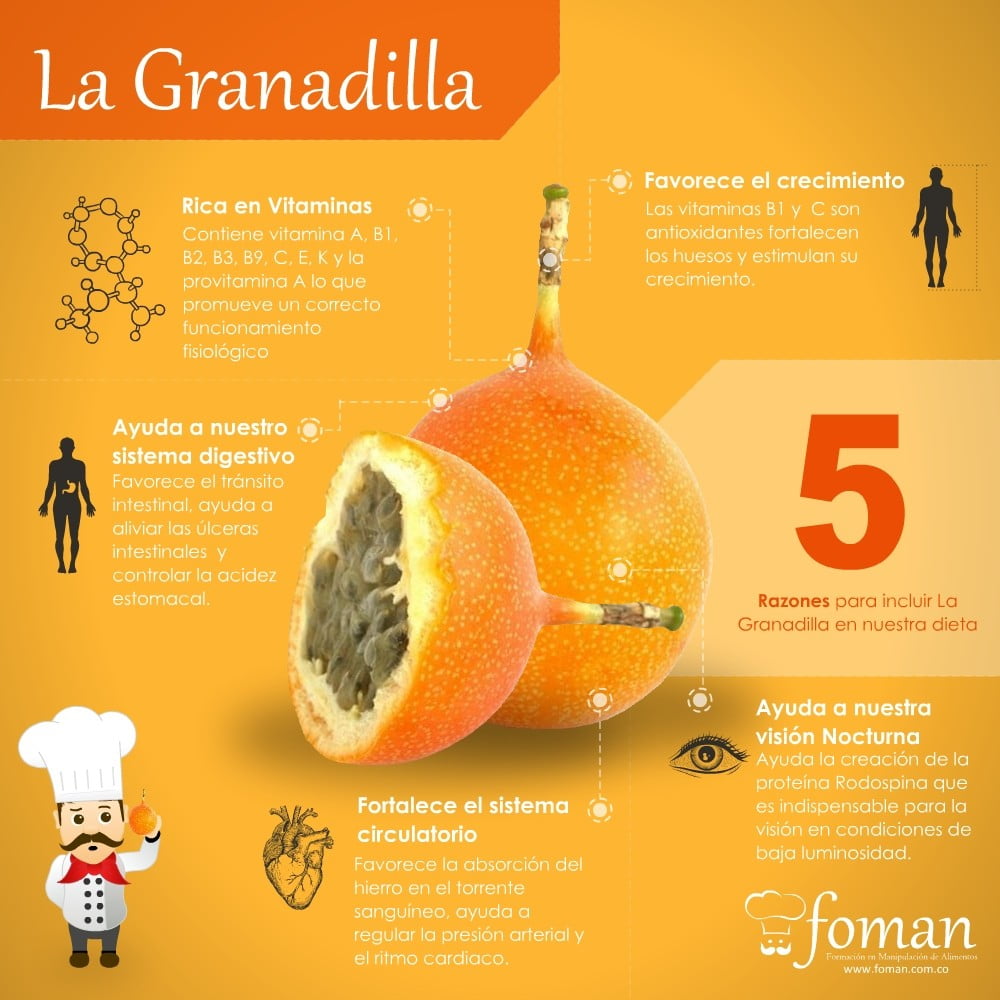 La Granadilla
Rica en Vitaminas
Contiene vitamina A, B1,
B2, B3, B9, C, E, K y la
provitamina A lo que
promueve un correcto
funcionamiento
fisiológico
Favorece el crecimiento
Las vitaminas B1 y C son
antioxidantes fortalecen
los huesos y estimulan su
crecimiento.
Ayuda a nuestro
sistema digestivo
Favorece el tránsito
intestinal, ayuda a
aliviar las úlceras
intestinales y
controlar la acidez
estomacal.
5
Razones para incluir La
Granadilla en nuestra dieta
Ayuda a nuestra
visión Nocturna
Ayuda la creación de la
proteína Rodospina que
es indispensable para la
visión en condiciones de
baja luminosidad.
Fortalece el sistema
circulatorio
Favorece la absorción del
hierro en el torrente
sanguíneo, ayuda a
regular la presión arterial y
el ritmo cardiaco.
foman
Formación en Manipulación de Alimentos
www.foman.com.co